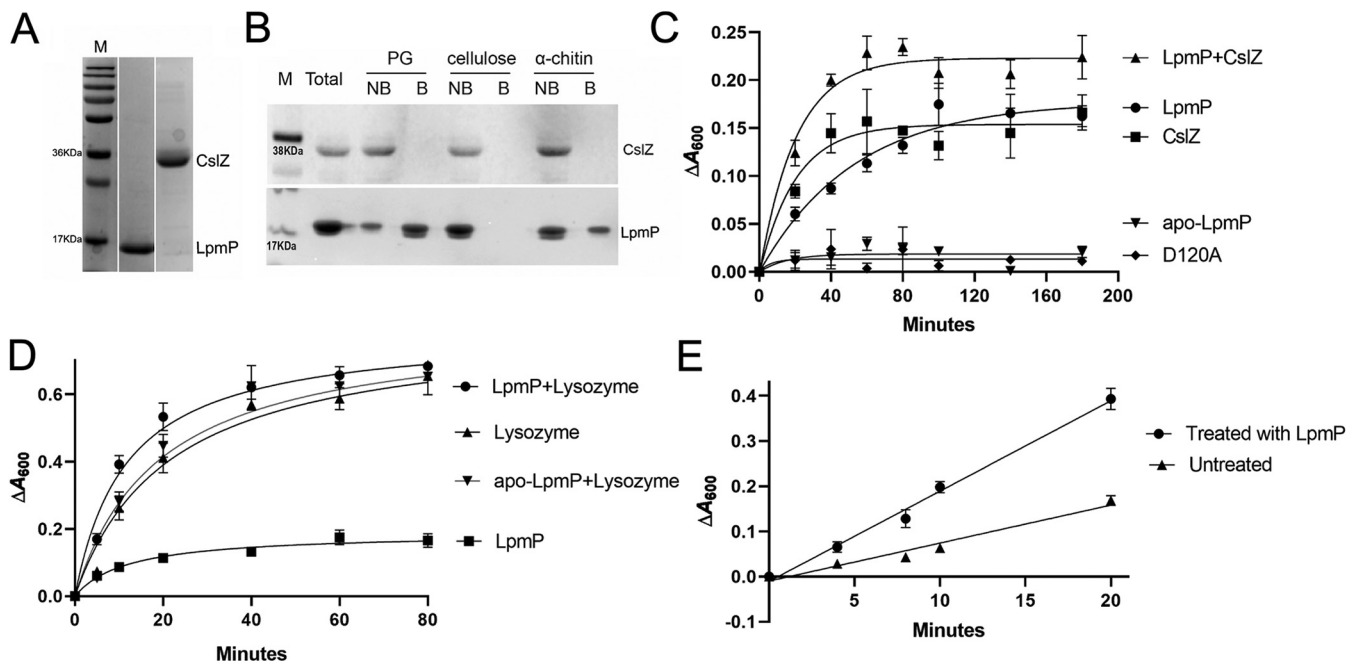 A
M
36KDa
17KDa
CslZ
LpmP
B
PG cellulose α-chitin
M Total NB B NB B NB B
38KDa
CslZ
17KDa
LpmP
C
ΔA600
0.25
0.20
0.15
0.10
0.05
0.00
0 40 80 120 160 200
Minutes
LpmP+CslZ
LpmP
CslZ
apo-LpmP
D120A
D
ΔA600
0.6
0.4
0.2
0.0
0 20 40 60 80
Minutes
LpmP+Lysozyme
Lysozyme
apo-LpmP+Lysozyme
LpmP
E
ΔA600
0.4
0.3
0.2
0.1
0.0
-0.1
5 10 15 20
Minutes
Treated with LpmP
Untreated